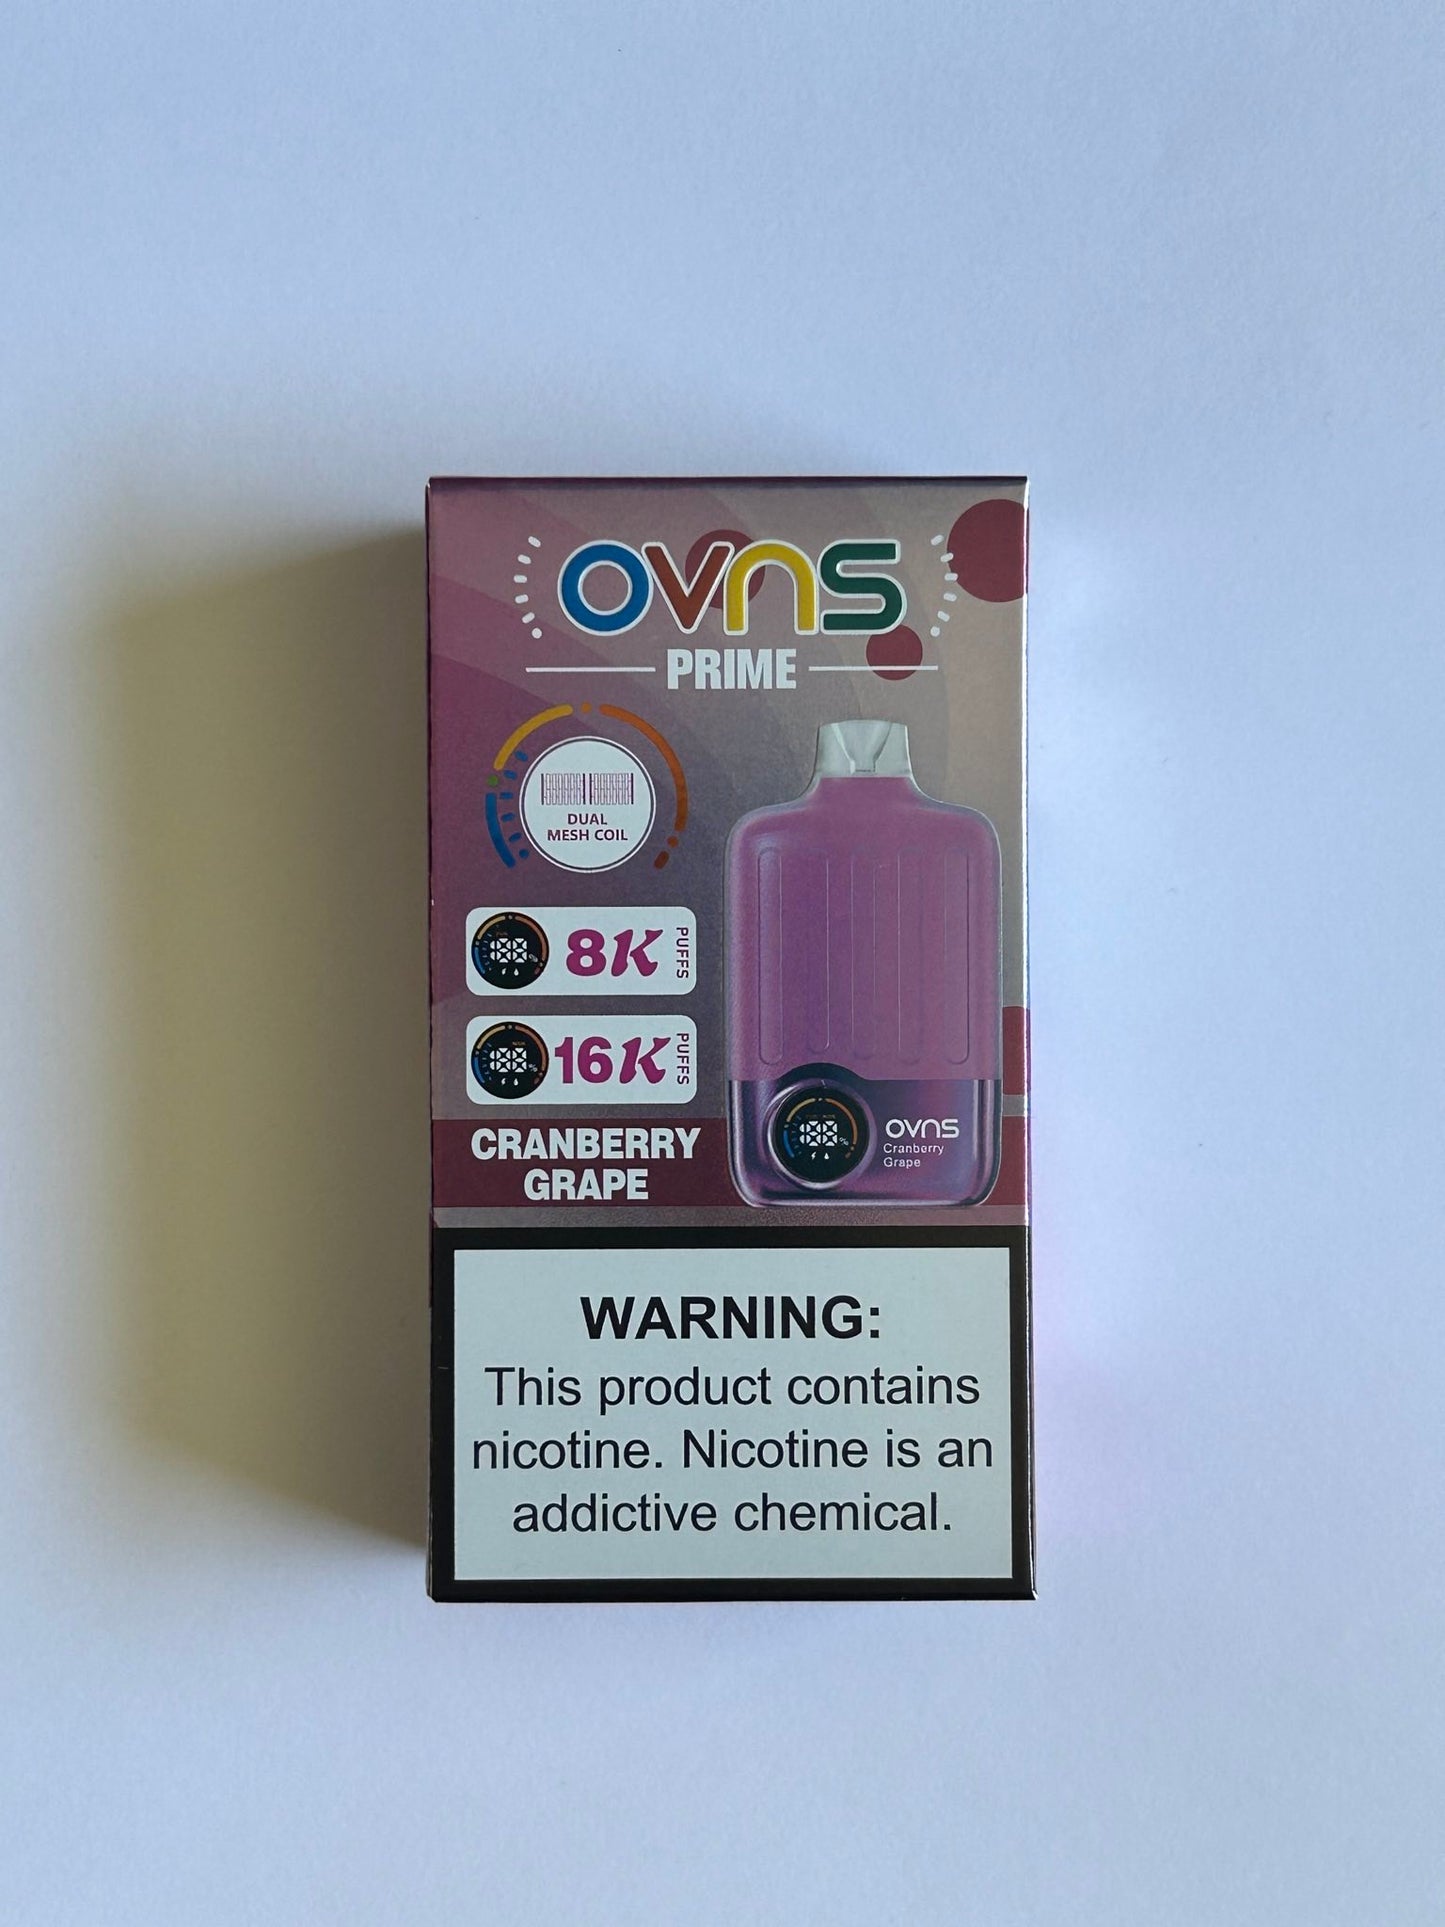 OVNS
PRIME
DUAL
MESH COIL
8K PUFFS
16K PUFFS
CRANBERRY
GRAPE
OVNS
Cranberry
Grape
WARNING:
This product contains
nicotine. Nicotine is an
addictive chemical.